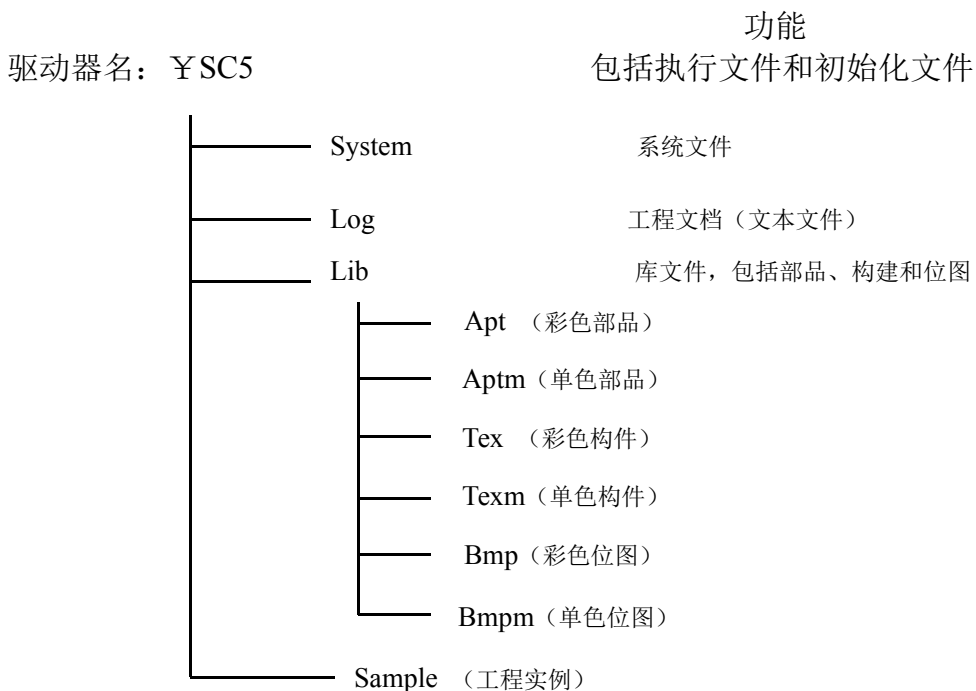 功能
驱动器名：￥SC5 包括执行文件和初始化文件
System 系统文件
Log 工程文档（文本文件）
Lib 库文件，包括部品、构建和位图
Apt （彩色部品）
Aptm（单色部品）
Tex （彩色构件）
Texm（单色构件）
Bmp（彩色位图）
Bmpm（单色位图）
Sample （工程实例）